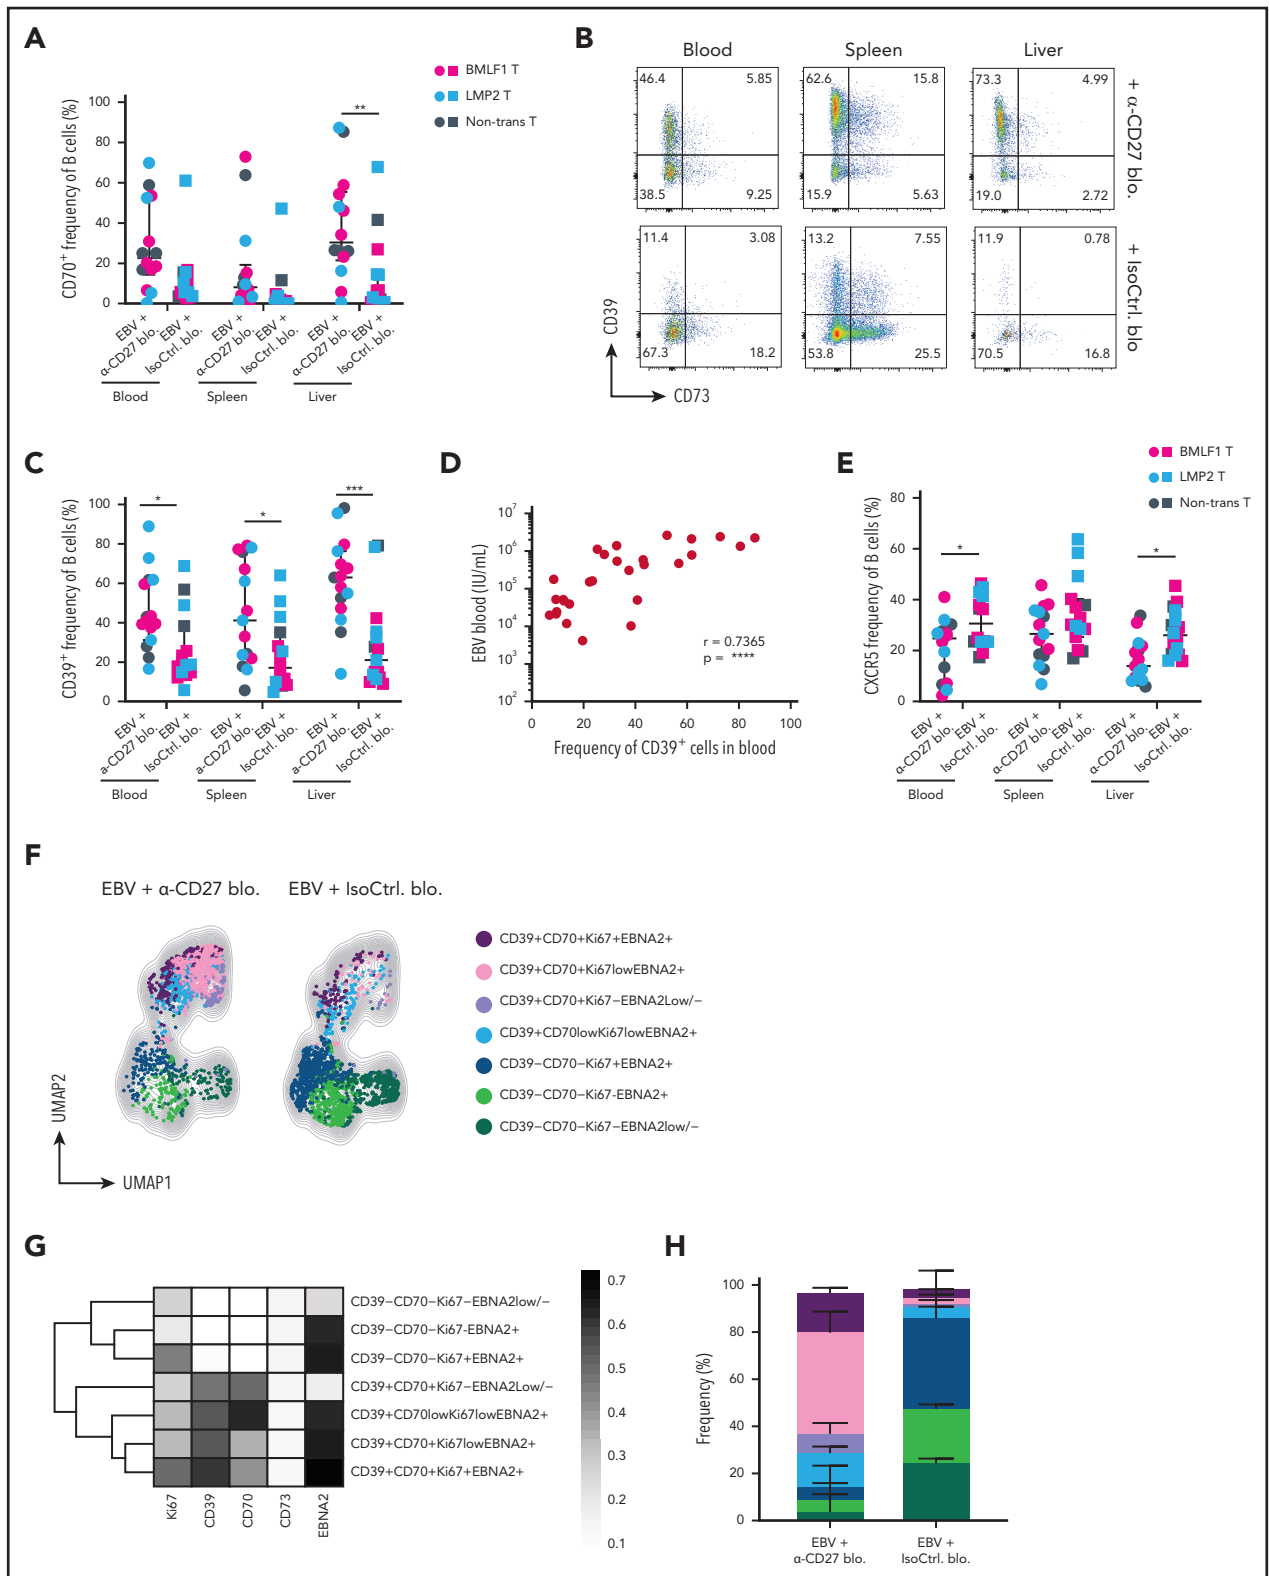 A
BMLF1 T
LMP2 T
Non-trans T
CD70+ frequency of B cells (%)
100
80
60
40
20
0
**
EBV +
α-CD27 blo.
EBV +
IsoCtrl. blo.
EBV +
α-CD27 blo.
EBV +
IsoCtrl. blo.
EBV +
α-CD27 blo.
EBV +
IsoCtrl. blo.
Blood
Spleen
Liver
B
Blood
Spleen
Liver
46.4
5.85
38.5
9.25
62.6
15.8
15.9
5.63
73.3
4.99
19.0
2.72
+ α-CD27 blo.
11.4
3.08
67.3
18.2
13.2
7.55
53.8
25.5
11.9
0.78
70.5
16.8
+ IsoCtrl. blo
CD39
CD73
C
CD39+ frequency of B cells (%)
100
80
60
40
20
0
*
*
***
EBV +
a-CD27 blo.
EBV +
IsoCtrl. blo.
EBV +
a-CD27 blo.
EBV +
IsoCtrl. blo.
EBV +
a-CD27 blo.
EBV +
IsoCtrl. blo.
Blood
Spleen
Liver
D
EBV blood (IU/mL)
10^7
10^6
10^5
10^4
10^3
10^2
r = 0.7365
p = ****
0
20
40
60
80
100
Frequency of CD39+ cells in blood
E
BMLF1 T
LMP2 T
Non-trans T
CXCR5 frequency of B cells (%)
80
60
40
20
0
*
*
EBV +
α-CD27 blo.
EBV +
IsoCtrl. blo.
EBV +
α-CD27 blo.
EBV +
IsoCtrl. blo.
EBV +
α-CD27 blo.
EBV +
IsoCtrl. blo.
Blood
Spleen
Liver
F
EBV + α-CD27 blo.
EBV + IsoCtrl. blo.
CD39+CD70+Ki67+EBNA2+
CD39+CD70+Ki67lowEBNA2+
CD39+CD70+Ki67−EBNA2Low/−
CD39+CD70lowKi67lowEBNA2+
CD39−CD70−Ki67+EBNA2+
CD39−CD70−Ki67-EBNA2+
CD39−CD70−Ki67−EBNA2low/−
UMAP2
UMAP1
G
CD39−CD70−Ki67−EBNA2low/−
CD39−CD70−Ki67-EBNA2+
CD39−CD70−Ki67+EBNA2+
CD39+CD70+Ki67−EBNA2Low/−
CD39+CD70lowKi67lowEBNA2+
CD39+CD70+Ki67lowEBNA2+
CD39+CD70+Ki67+EBNA2+
Ki67
CD39
CD70
CD73
EBNA2
0.7
0.6
0.5
0.4
0.3
0.2
0.1
H
Frequency (%)
100
80
60
40
20
0
EBV +
α-CD27 blo.
EBV +
IsoCtrl. blo.